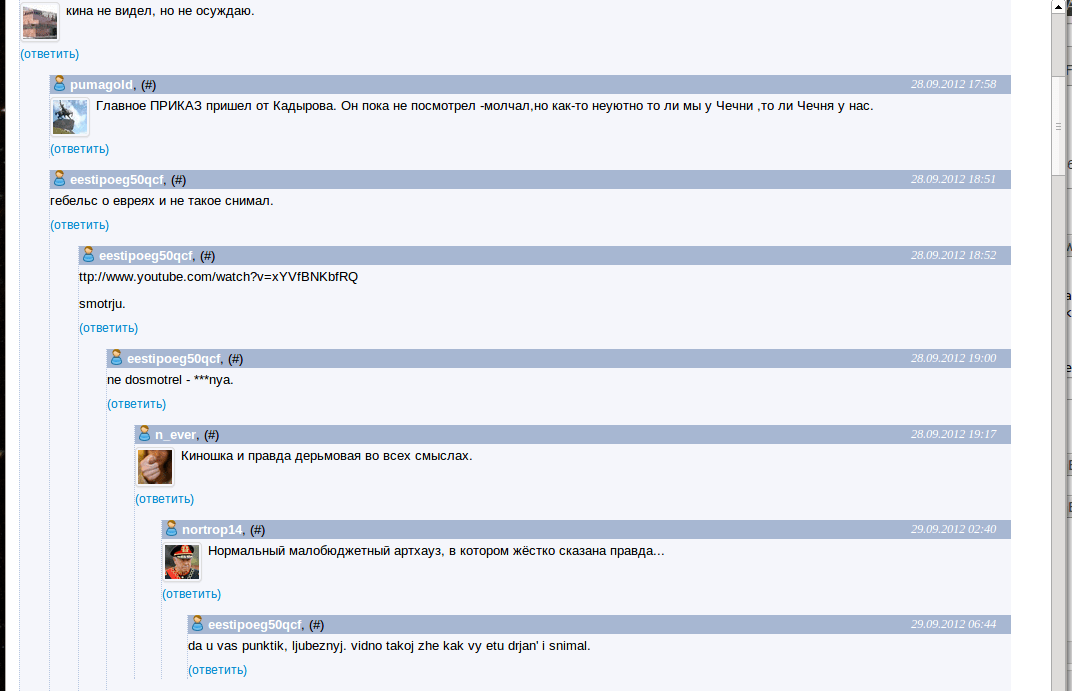 кина не видел, но не осуждаю.
(ответить)
pumagold, (#) 28.09.2012 17:58
Главное ПРИКАЗ пришел от Кадырова. Он пока не посмотрел -молчал,но как-то неуютно то ли мы у Чечни ,то ли Чечня у нас.
(ответить)
eestipoeg50qcf, (#) 28.09.2012 18:51
гебельс о евреях и не такое снимал.
(ответить)
eestipoeg50qcf, (#) 28.09.2012 18:52
ttp://www.youtube.com/watch?v=xYVfBNKbfRQ
smotrju.
(ответить)
eestipoeg50qcf, (#) 28.09.2012 19:00
ne dosmotrel - ***nya.
(ответить)
n_ever, (#) 28.09.2012 19:17
Киношка и правда дерьмовая во всех смыслах.
(ответить)
nortrop14, (#) 29.09.2012 02:40
Нормальный малобюджетный артхауз, в котором жёстко сказана правда...
(ответить)
eestipoeg50qcf, (#) 29.09.2012 06:44
da u vas punktik, ljubeznyj. vidno takoj zhe kak vy etu drjan' i snimal.
(ответить)